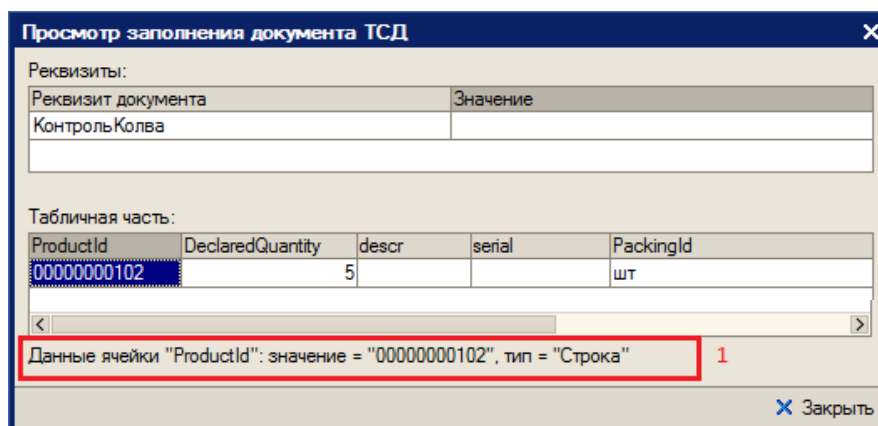 Просмотр заполнения документа ТСД
Реквизиты:
Реквизит документа Значение
КонтрольКолва
Табличная часть:
ProductId DeclaredQuantity descr serial PackingId
00000000102 5 шт
Данные ячейки "ProductId": значение = "00000000102", тип = "Строка" 1
Закрыть